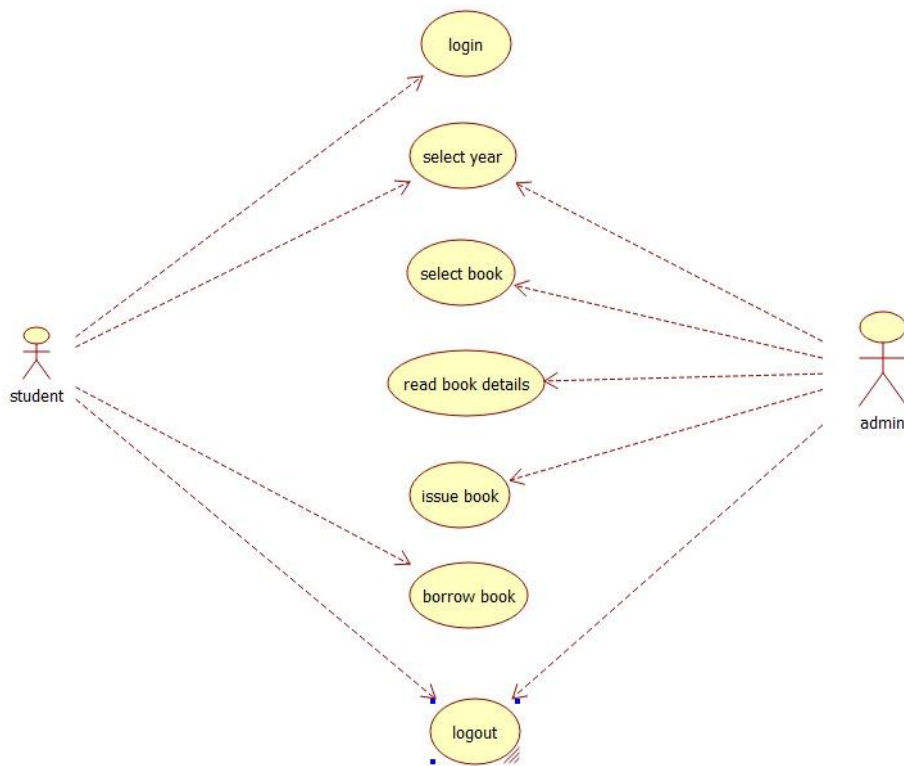 login
select year
select book
read book details
student
admin
issue book
borrow book
logout